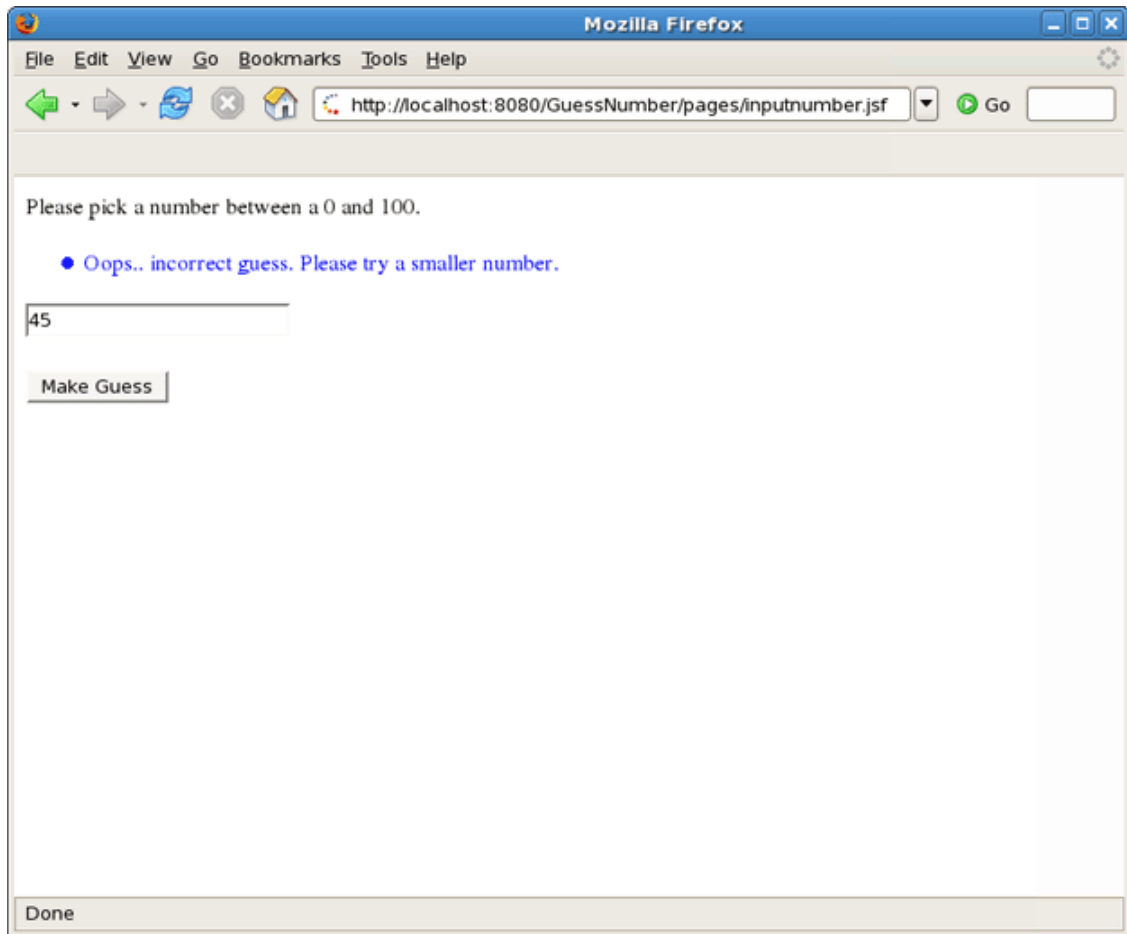 Mozilla Firefox
File Edit View Go Bookmarks Tools Help
http://localhost:8080/GuessNumber/pages/inputnumber.jsf Go
Please pick a number between a 0 and 100.
Oops.. incorrect guess. Please try a smaller number.
45
Make Guess
Done